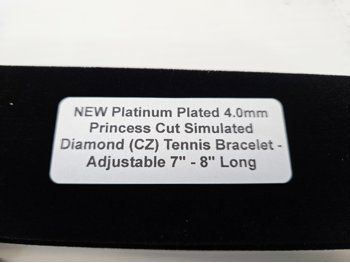 NEW Platinum Plated 4.0mm
Princess Cut Simulated
Diamond (CZ) Tennis Bracelet -
Adjustable 7" - 8" Long